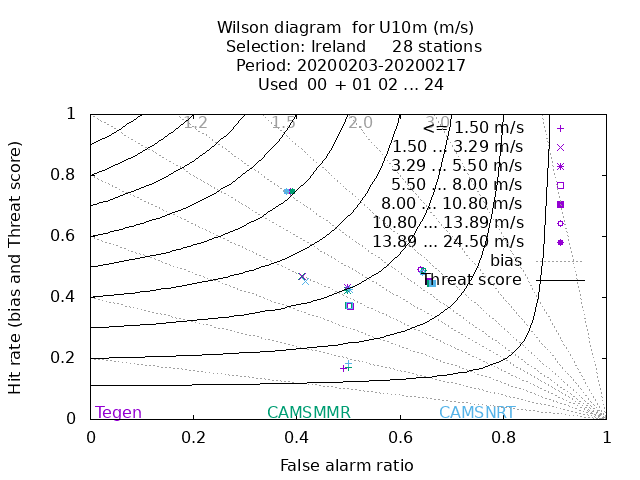 Wilson diagram for U10m (m/s)
Selection: Ireland 28 stations
Period: 20200203-20200217
Used 00 + 01 02 ... 24
1.2 1.5 2.0 3.0
<= 1.50 m/s
1.50 ... 3.29 m/s
3.29 ... 5.50 m/s
5.50 ... 8.00 m/s
8.00 ... 10.80 m/s
10.80 ... 13.89 m/s
13.89 ... 24.50 m/s
bias
Threat score
1
0.8
0.6
0.4
0.2
0
Hit rate (bias and Threat score)
Tegen CAMSMMR CAMSNRT
0 0.2 0.4 0.6 0.8 1
False alarm ratio